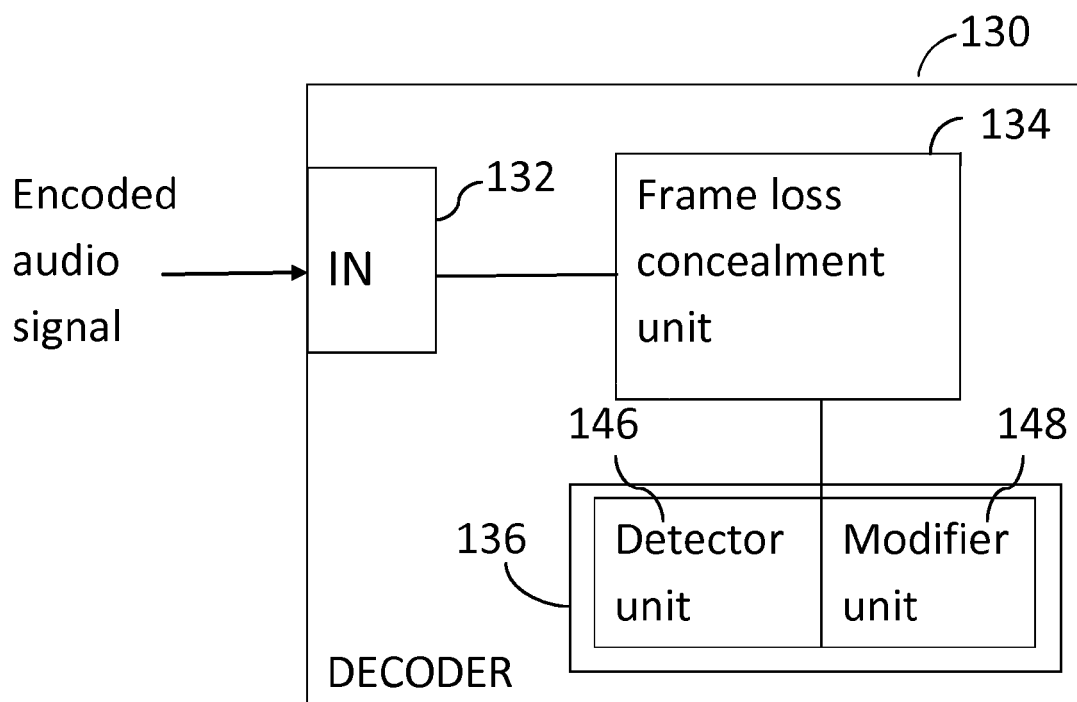 130
134
Encoded
audio
signal
132
IN
Frame loss
concealment
unit
146
148
136
Detector
unit
Modifier
unit
DECODER